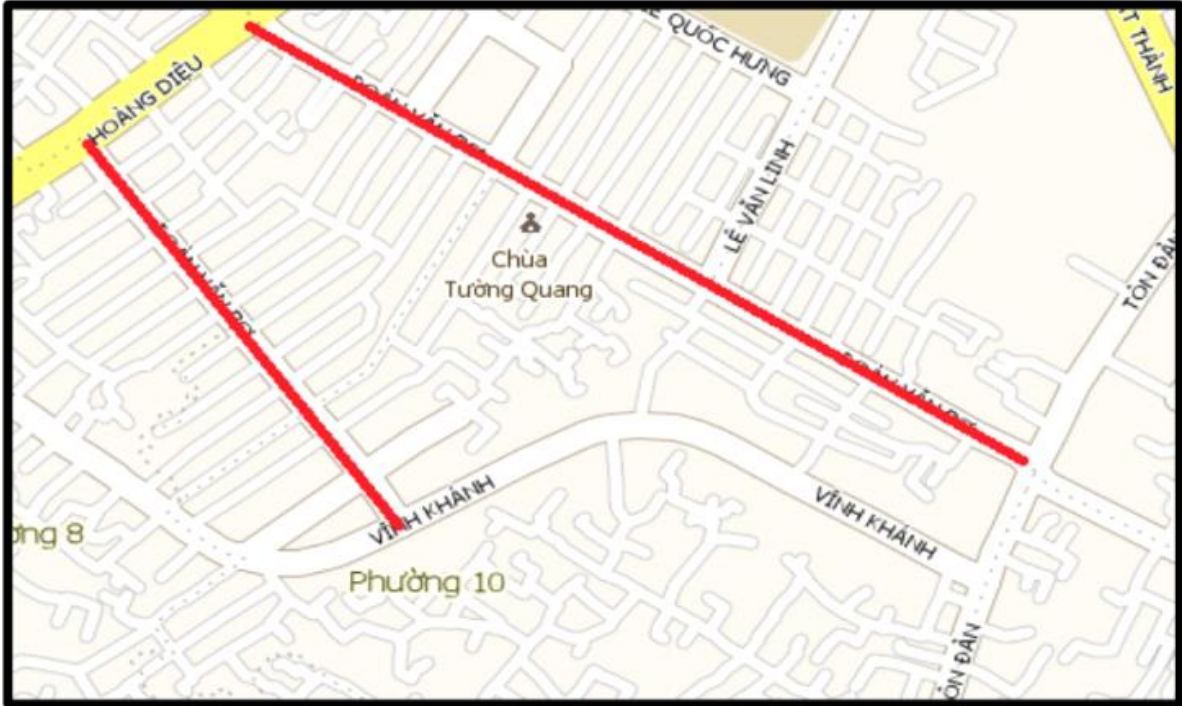 QUỐC HƯNG
HOÀNG DIỆU
T THÀNH
LÊ VĂN LINH
Chùa
Tường Quang
TÔN ĐẢN
VĨNH KHÁNH
VĨNH KHÁNH
ờng 8
Phường 10
TÔN ĐẢN